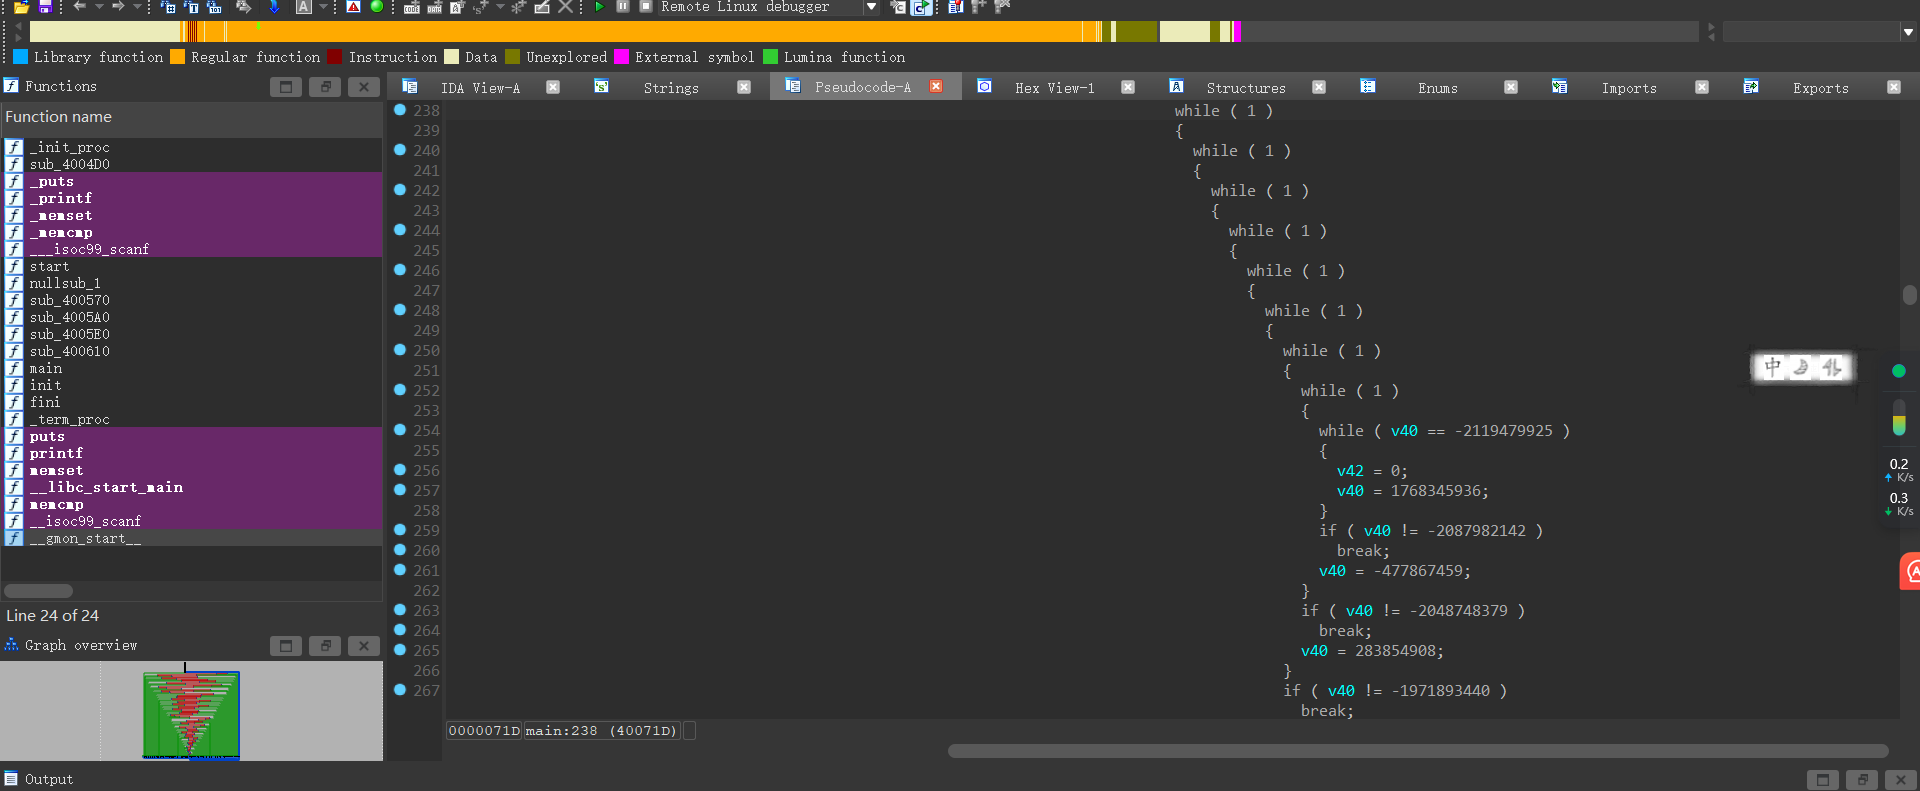 Remote Linux debugger
Library function Regular function Instruction Data Unexplored External symbol Lumina function
Functions
Function name
_init_proc
sub_4004D0
_puts
_printf
_memset
_memcmp
___isoc99_scanf
start
nullsub_1
sub_400570
sub_4005A0
sub_4005E0
sub_400610
main
init
fini
_term_proc
puts
printf
memset
__libc_start_main
memcmp
__isoc99_scanf
__gmon_start__
Line 24 of 24
Graph overview
IDA View-A Strings Pseudocode-A Hex View-1 Structures Enums Imports Exports
238 while ( 1 )
239 {
240 while ( 1 )
241 {
242 while ( 1 )
243 {
244 while ( 1 )
245 {
246 while ( 1 )
247 {
248 while ( 1 )
249 {
250 while ( 1 )
251 {
252 while ( 1 )
253 {
254 while ( v40 == -2119479925 )
255 {
256 v42 = 0;
257 v40 = 1768345936;
258 }
259 if ( v40 != -2087982142 )
260 break;
261 v40 = -477867459;
262 }
263 if ( v40 != -2048748379 )
264 break;
265 v40 = 283854908;
266 }
267 if ( v40 != -1971893440 )
break;
0000071D main:238 (40071D)
中
0.2
K/s
0.3
K/s
Output